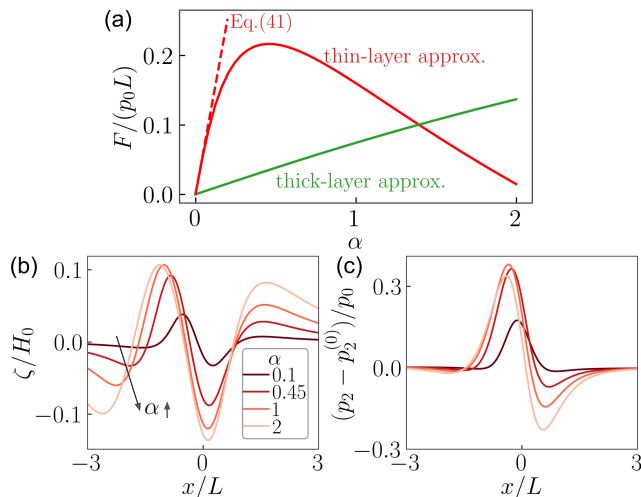 (a)
Eq.(41)
thin-layer approx.
thick-layer approx.
F/(p₀L)
0.2
0.1
0.0
0
1
2
α
(b)
ζ/H₀
0.1
0.0
−0.1
α ↑
α
0.1
0.45
1
2
−3
0
3
x/L
(c)
(p₂ − p₂⁽⁰⁾)/p₀
0.3
0.0
−0.3
−3
0
3
x/L